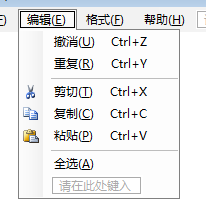 编辑(E) 格式(F) 帮助(H)
撤消(U) Ctrl+Z
重复(R) Ctrl+Y
剪切(T) Ctrl+X
复制(C) Ctrl+C
粘贴(P) Ctrl+V
全选(A)
请在此处键入